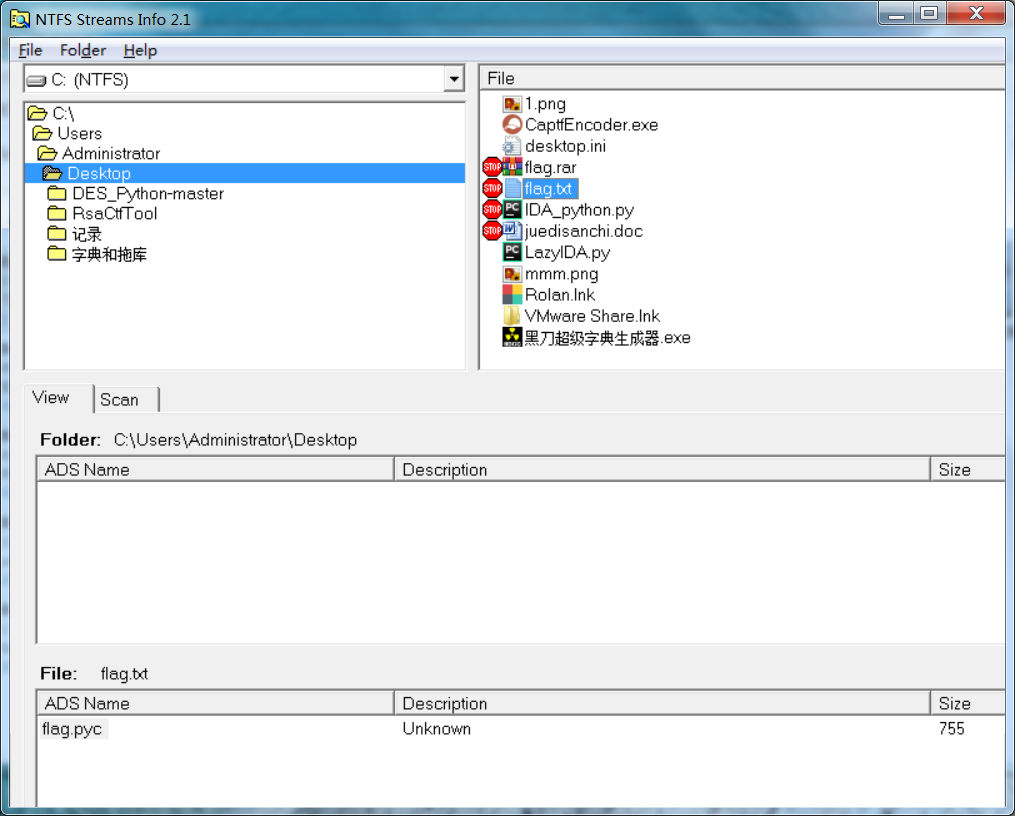 NTFS Streams Info 2.1
File Folder Help
C: (NTFS)
C:\
Users
Administrator
Desktop
DES_Python-master
RsaCtfTool
记录
字典和拖库
File
1.png
CaptfEncoder.exe
desktop.ini
STOP flag.rar
STOP flag.txt
STOP PC IDA_python.py
STOP W juedisanchi.doc
PC LazyIDA.py
mmm.png
Rolan.lnk
VMware Share.lnk
黑刀超级字典生成器.exe
View Scan
Folder: C:\Users\Administrator\Desktop
ADS Name Description Size
File: flag.txt
ADS Name Description Size
flag.pyc Unknown 755